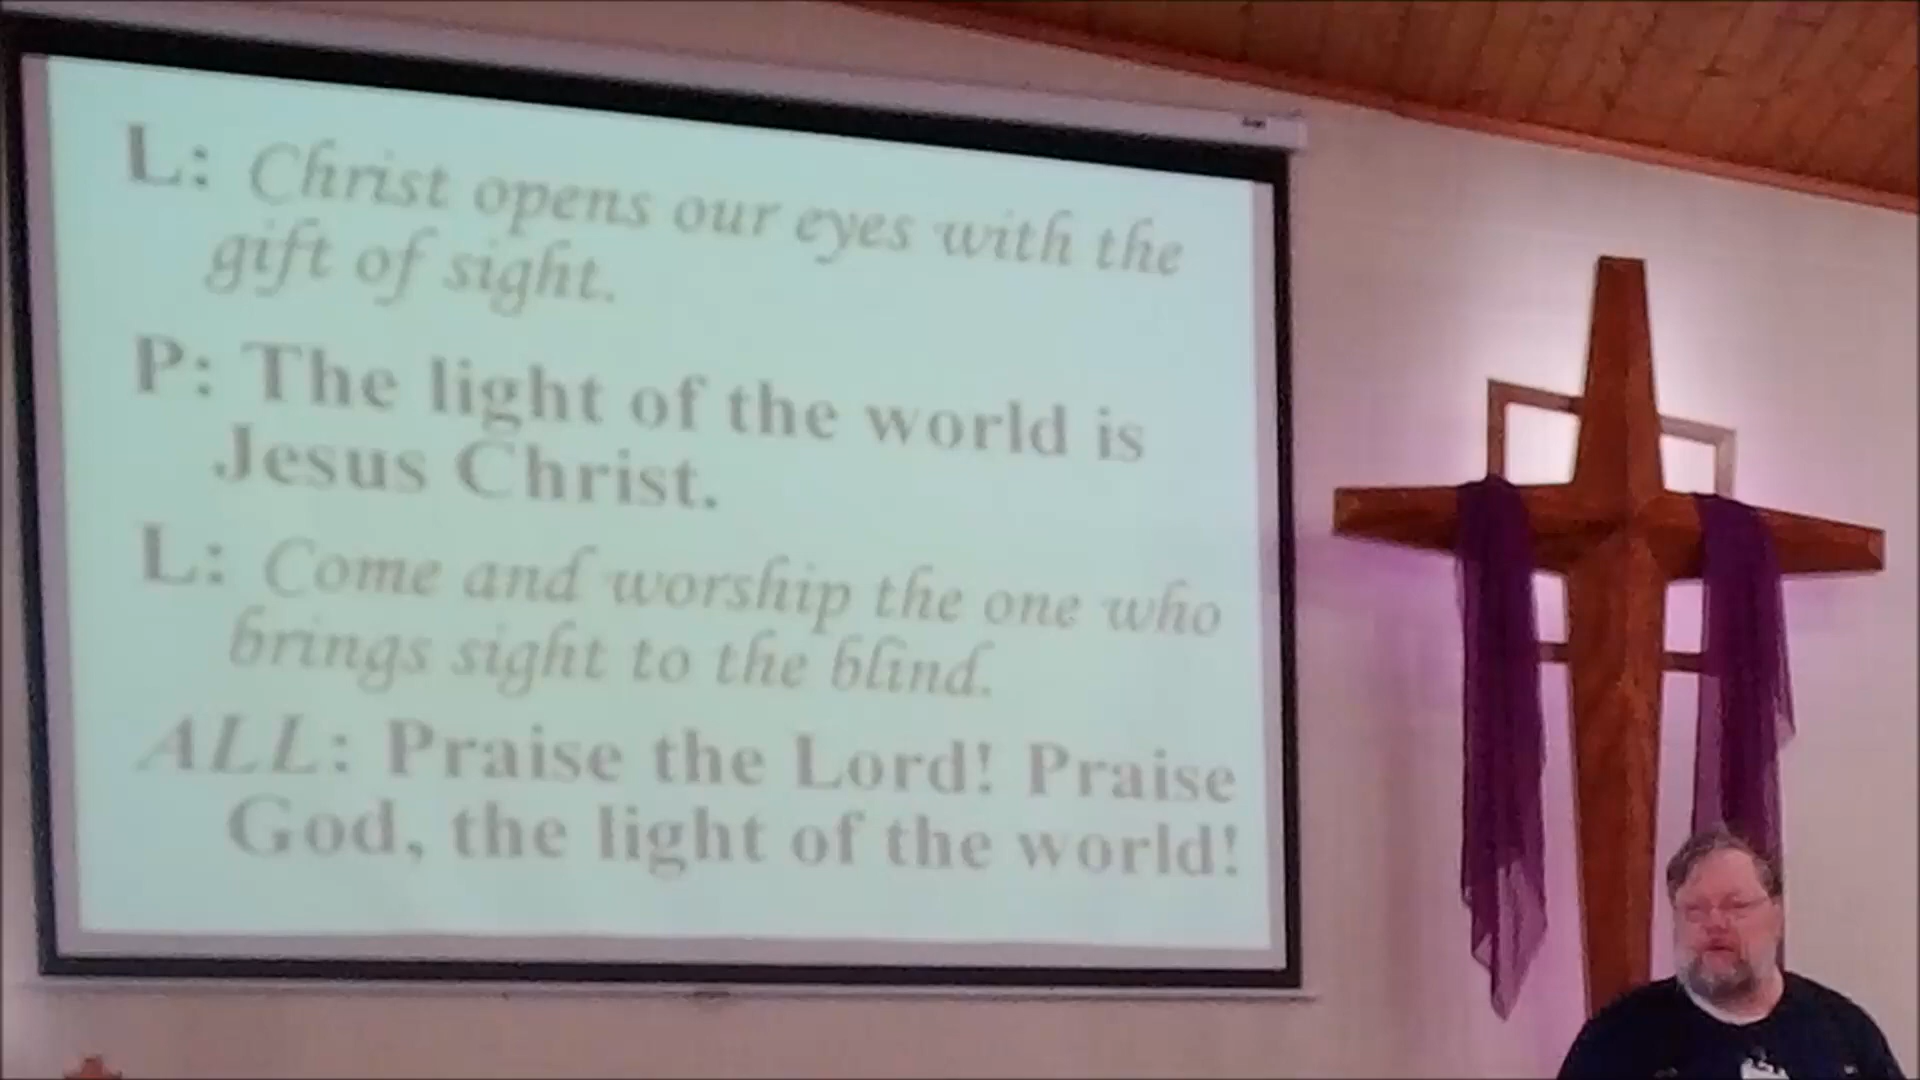 L: Christ opens our eyes with the
gift of sight.
P: The light of the world is
Jesus Christ.
L: Come and worship the one who
brings sight to the blind.
ALL: Praise the Lord! Praise
God, the light of the world!